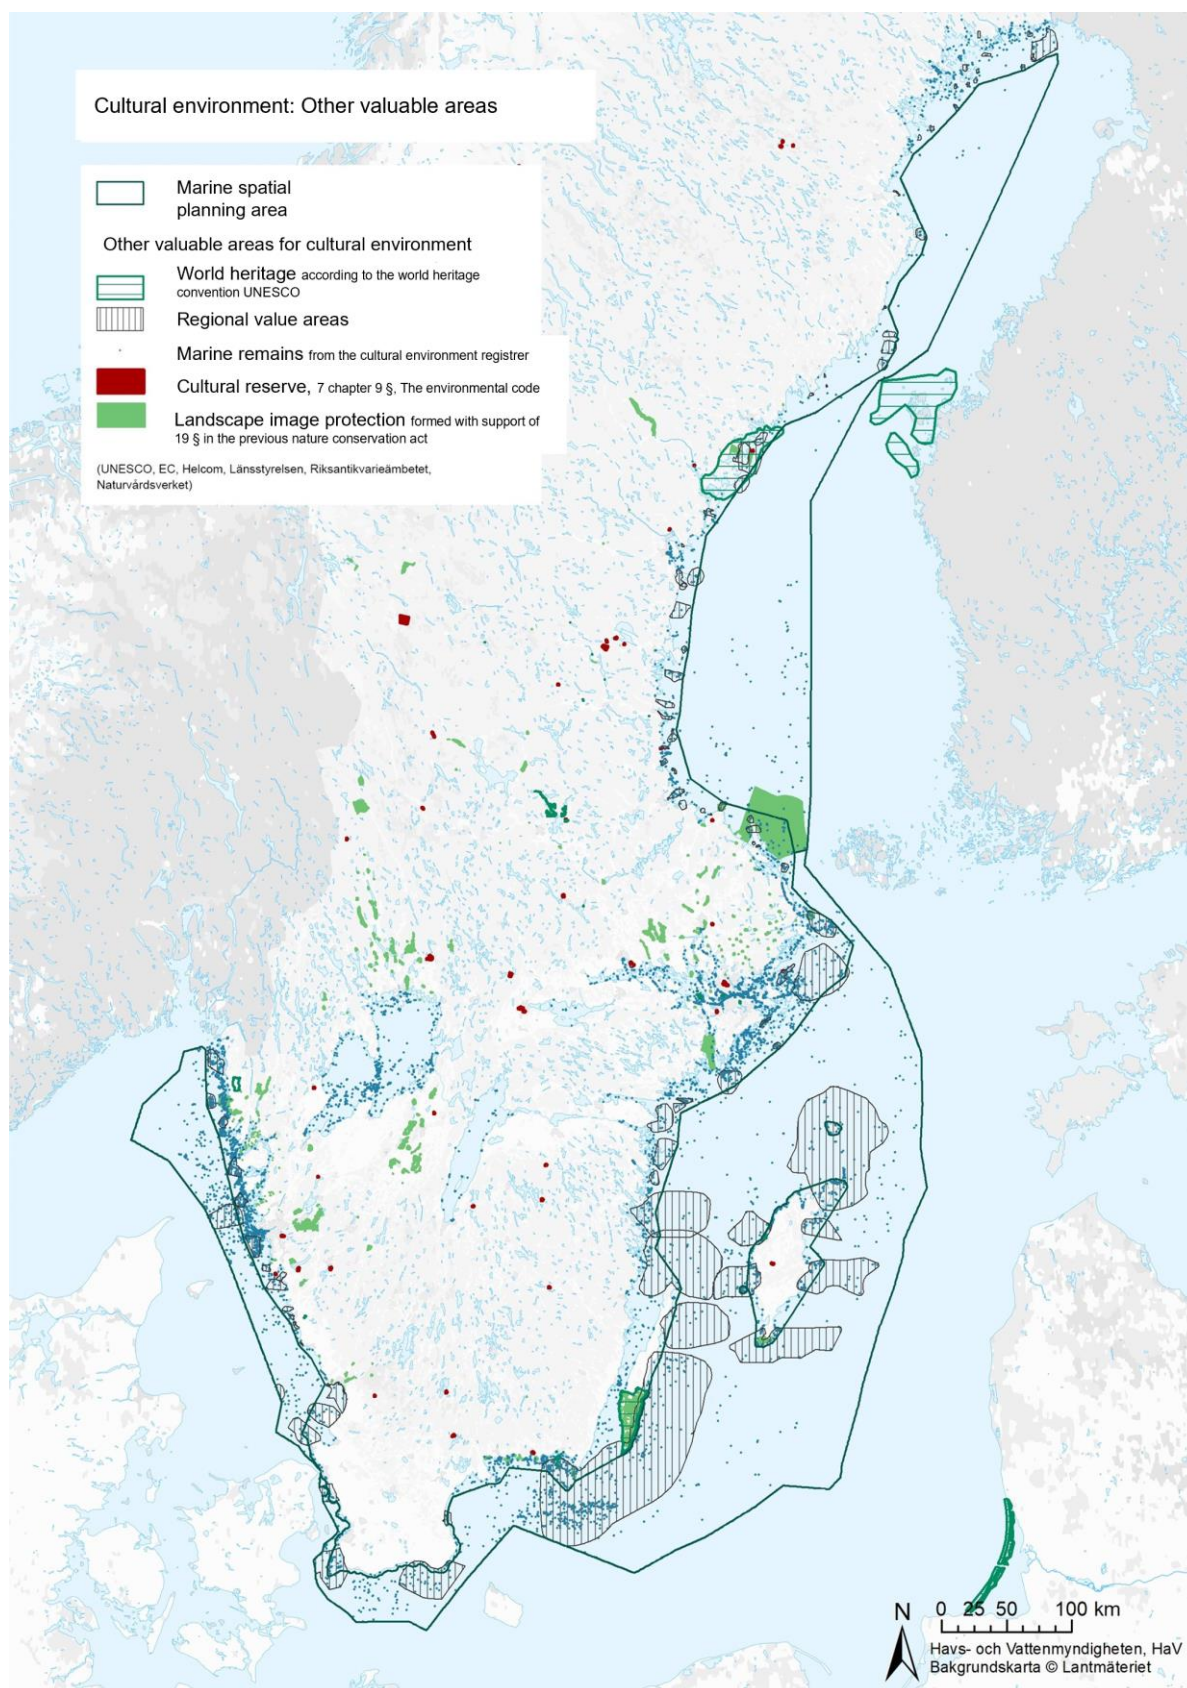 Cultural environment: Other valuable areas
Marine spatial
planning area
Other valuable areas for cultural environment
World heritage according to the world heritage
convention UNESCO
Regional value areas
Marine remains from the cultural environment registrer
Cultural reserve, 7 chapter 9 §, The environmental code
Landscape image protection formed with support of
19 § in the previous nature conservation act
(UNESCO, EC, Helcom, Länsstyrelsen, Riksantikvarieämbetet,
Naturvårdsverket)
N
0 25 50 100 km
Havs- och Vattenmyndigheten, HaV
Bakgrundskarta © Lantmäteriet